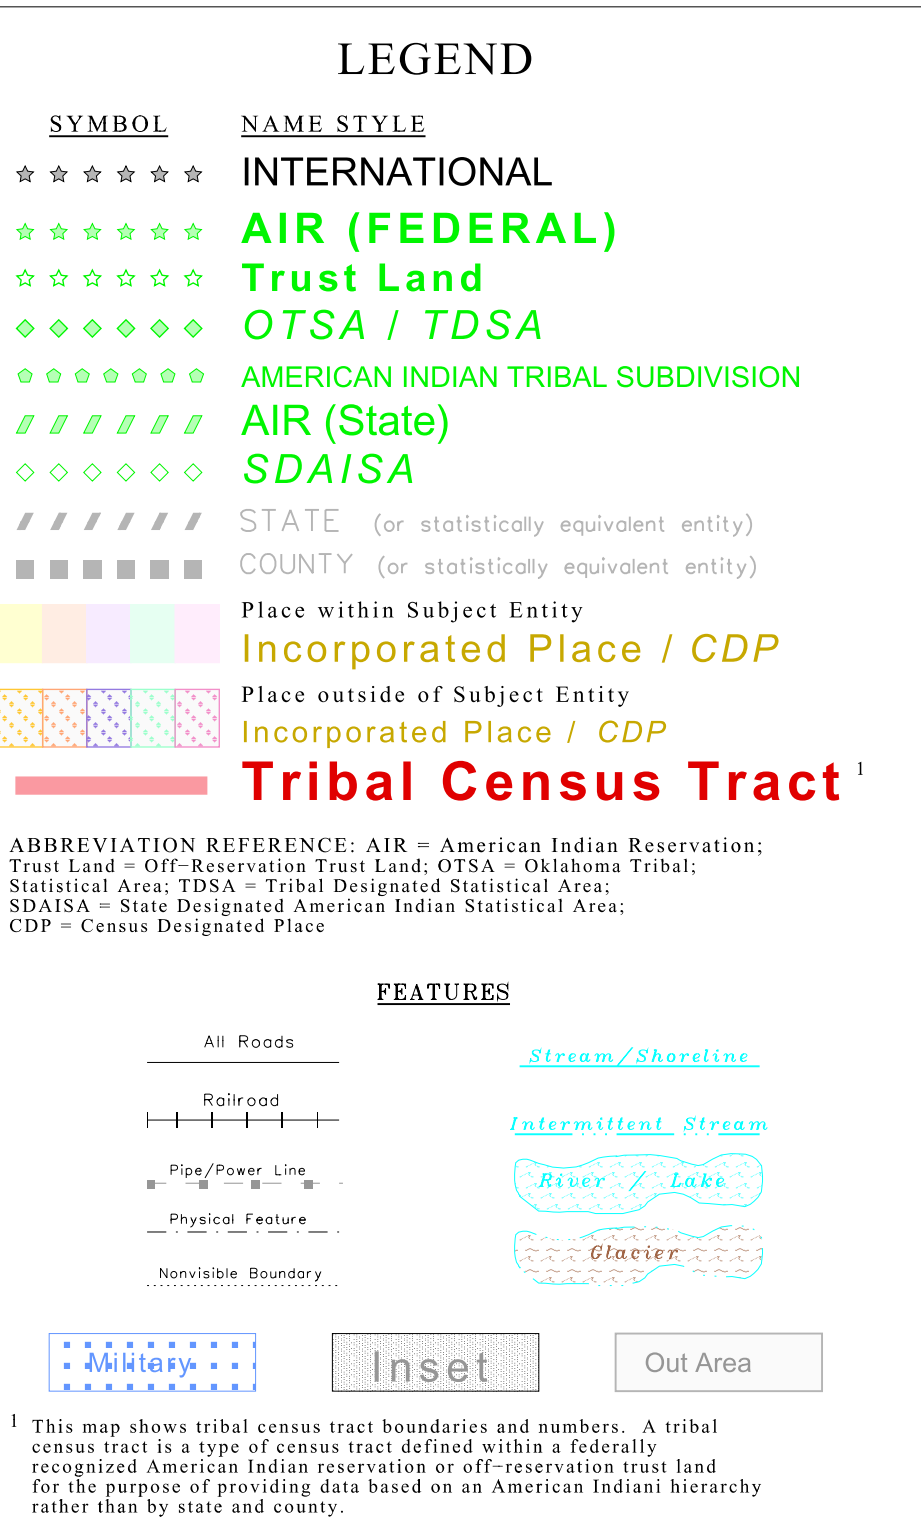 LEGEND
SYMBOL NAME STYLE
INTERNATIONAL
AIR (FEDERAL)
Trust Land
OTSA / TDSA
AMERICAN INDIAN TRIBAL SUBDIVISION
AIR (State)
SDAISA
STATE (or statistically equivalent entity)
COUNTY (or statistically equivalent entity)
Place within Subject Entity
Incorporated Place / CDP
Place outside of Subject Entity
Incorporated Place / CDP
Tribal Census Tract 1
ABBREVIATION REFERENCE: AIR = American Indian Reservation;
Trust Land = Off−Reservation Trust Land; OTSA = Oklahoma Tribal;
Statistical Area; TDSA = Tribal Designated Statistical Area;
SDAISA = State Designated American Indian Statistical Area;
CDP = Census Designated Place
FEATURES
All Roads
Railroad
Pipe/Power Line
Physical Feature
Nonvisible Boundary
Stream/Shoreline
Intermittent Stream
River / Lake
Glacier
Military
Inset
Out Area
1 This map shows tribal census tract boundaries and numbers. A tribal
census tract is a type of census tract defined within a federally
recognized American Indian reservation or off−reservation trust land
for the purpose of providing data based on an American Indiani hierarchy
rather than by state and county.